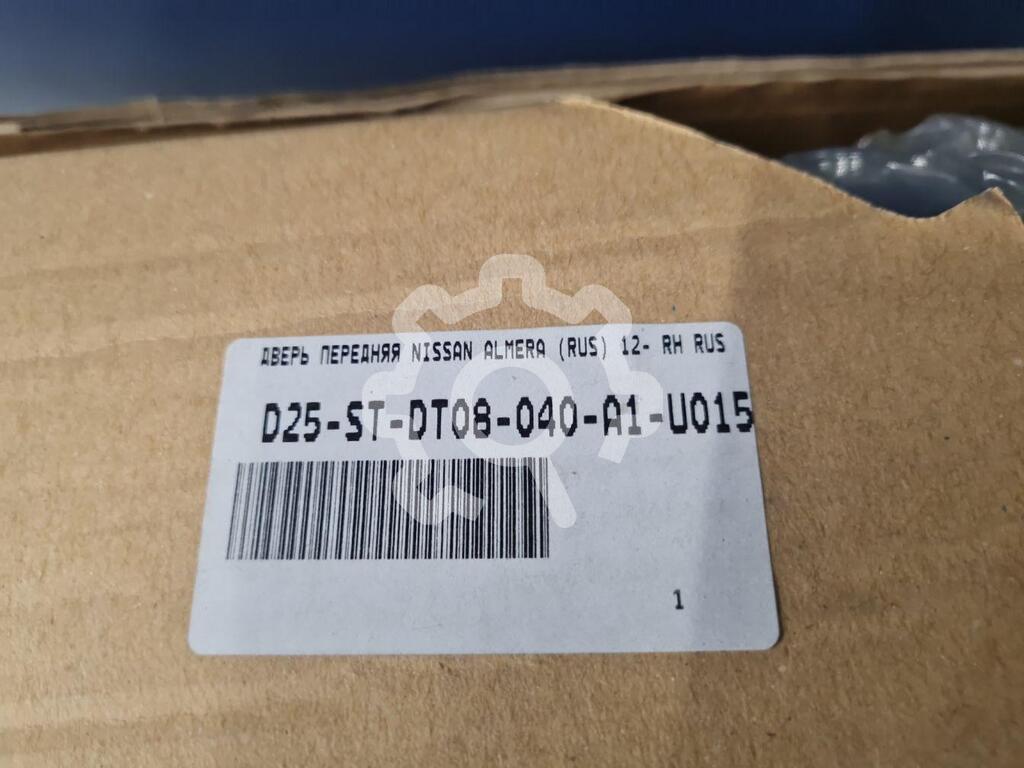 ДВЕРЬ ПЕРЕДНЯЯ NISSAN ALMERA (RUS) 12- RH RUS
D25-ST-DT08-040-A1-U015
1